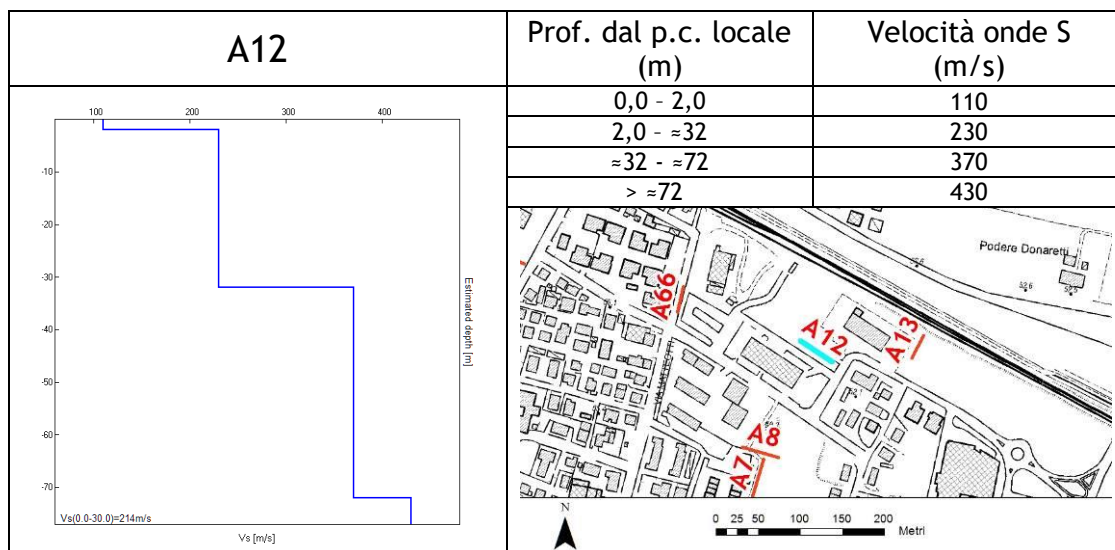 A12
Prof. dal p.c. locale
(m)
Velocità onde S
(m/s)
0,0 - 2,0
110
2,0 - ≈32
230
≈32 - ≈72
370
> ≈72
430
100
200
300
400
-10
-20
-30
-40
-50
-60
-70
Estimated depth [m]
Vs(0.0-30.0)=214m/s
Vs [m/s]
Podere Donaretti
A66
A12
A13
A8
A7
N
0 25 50 100 150 200
Metri